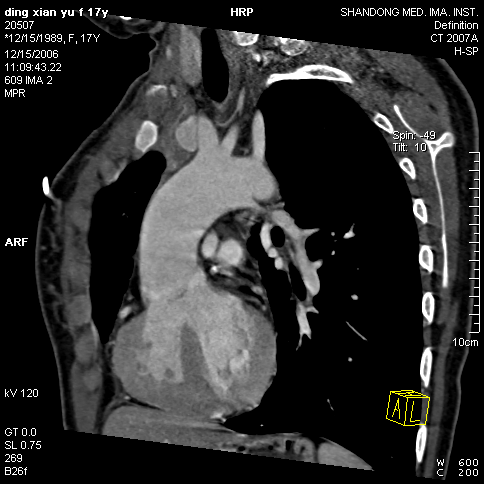 ding xian yu f 17y
20507
*12/15/1989, F, 17Y
12/15/2006
11:09:43.22
609 IMA 2
MPR
HRP
SHANDONG MED. IMA. INST.
Definition
CT 2007A
H-SP
Spin: -49
Tilt: 10
ARF
10cm
kV 120
A L
GT 0.0
SL 0.75
269
B26f
W 600
C 200